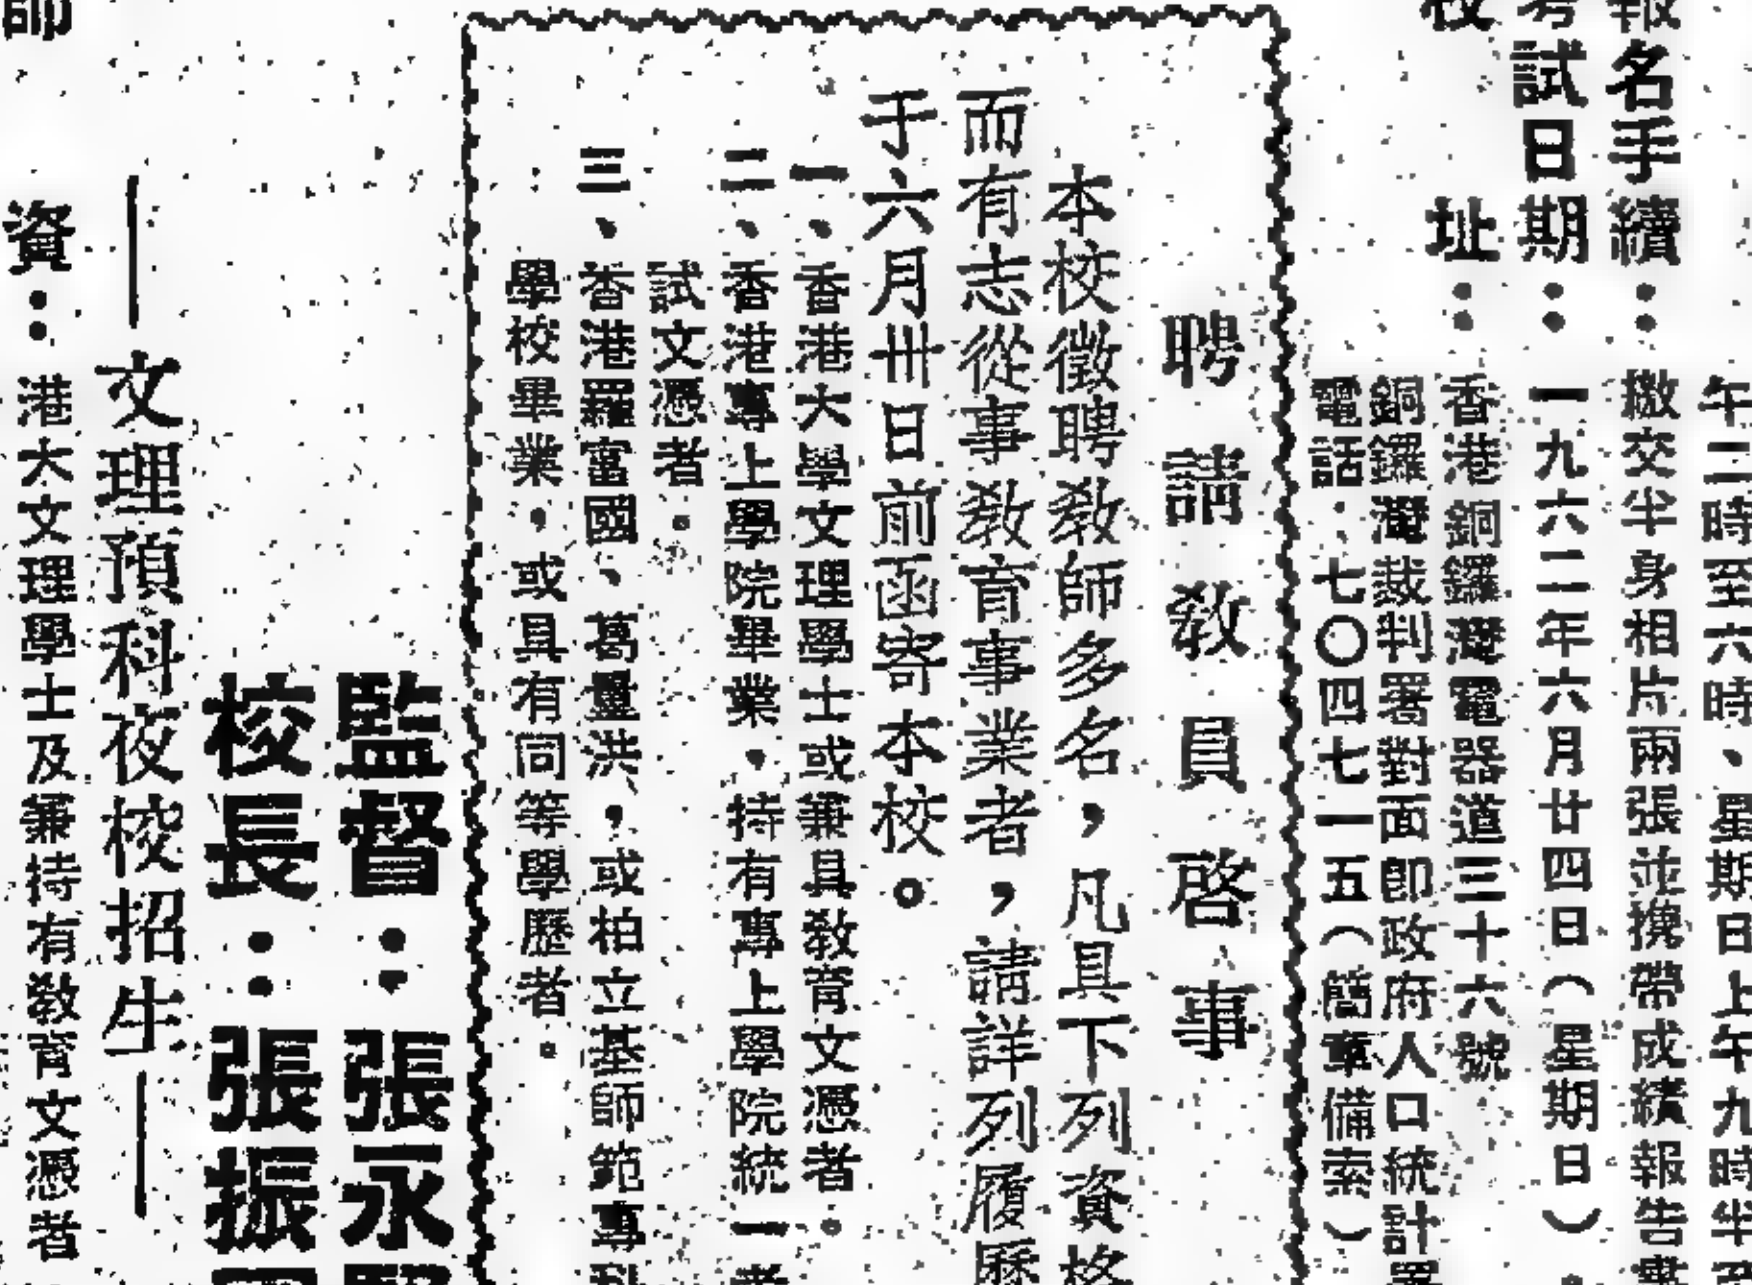 午二時至六時、星期日上午九時半至
報名手續：繳交半身相片兩張並携帶成績報告書
考試日期：一九六二年六月廿四日（星期日）
校址：香港銅鑼灣電器道三十六號
銅鑼灣裁判署對面即政府人口統計署
電話：七〇四七一五（簡章備索）
聘請教員啓事
本校徵聘教師多名，凡具下列資格
而有志從事教育事業者，請詳列履歷
于六月卅日前函寄本校。
一、香港大學文理學士或兼具教育文憑者。
二、香港專上學院畢業，持有專上學院統一考
試文憑者。
三、香港羅富國、葛量洪，或柏立基師範專科
學校畢業，或具有同等學歷者。
監督：張永
校長：張振
——文理預科夜校招生——
師資：港大文理學士及兼持有教育文憑者